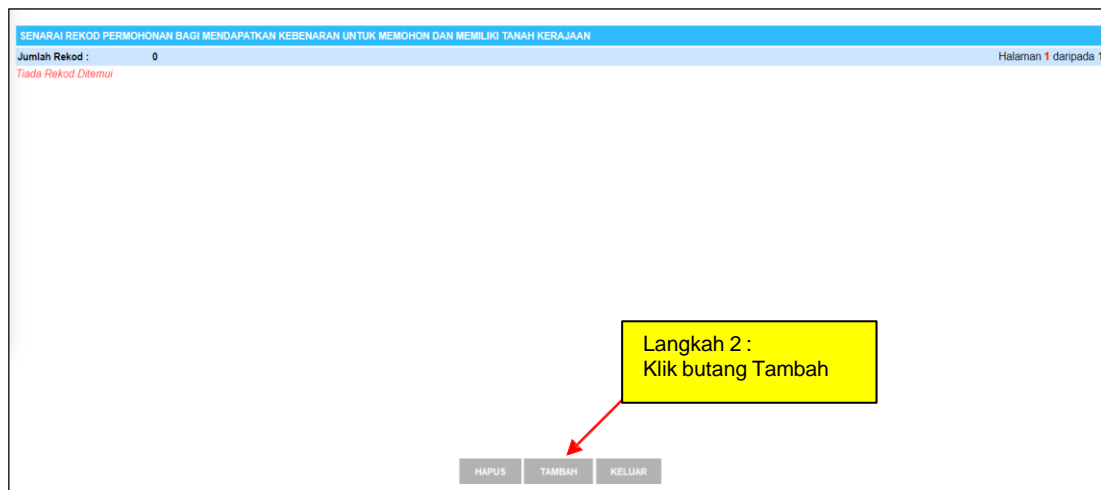 SENARAI REKOD PERMOHONAN BAGI MENDAPATKAN KEBENARAN UNTUK MEMOHON DAN MEMILIKI TANAH KERAJAAN
Jumlah Rekod : 0 Halaman 1 daripada 1
Tiada Rekod Ditemui
Langkah 2 :
Klik butang Tambah
HAPUS TAMBAH KELUAR